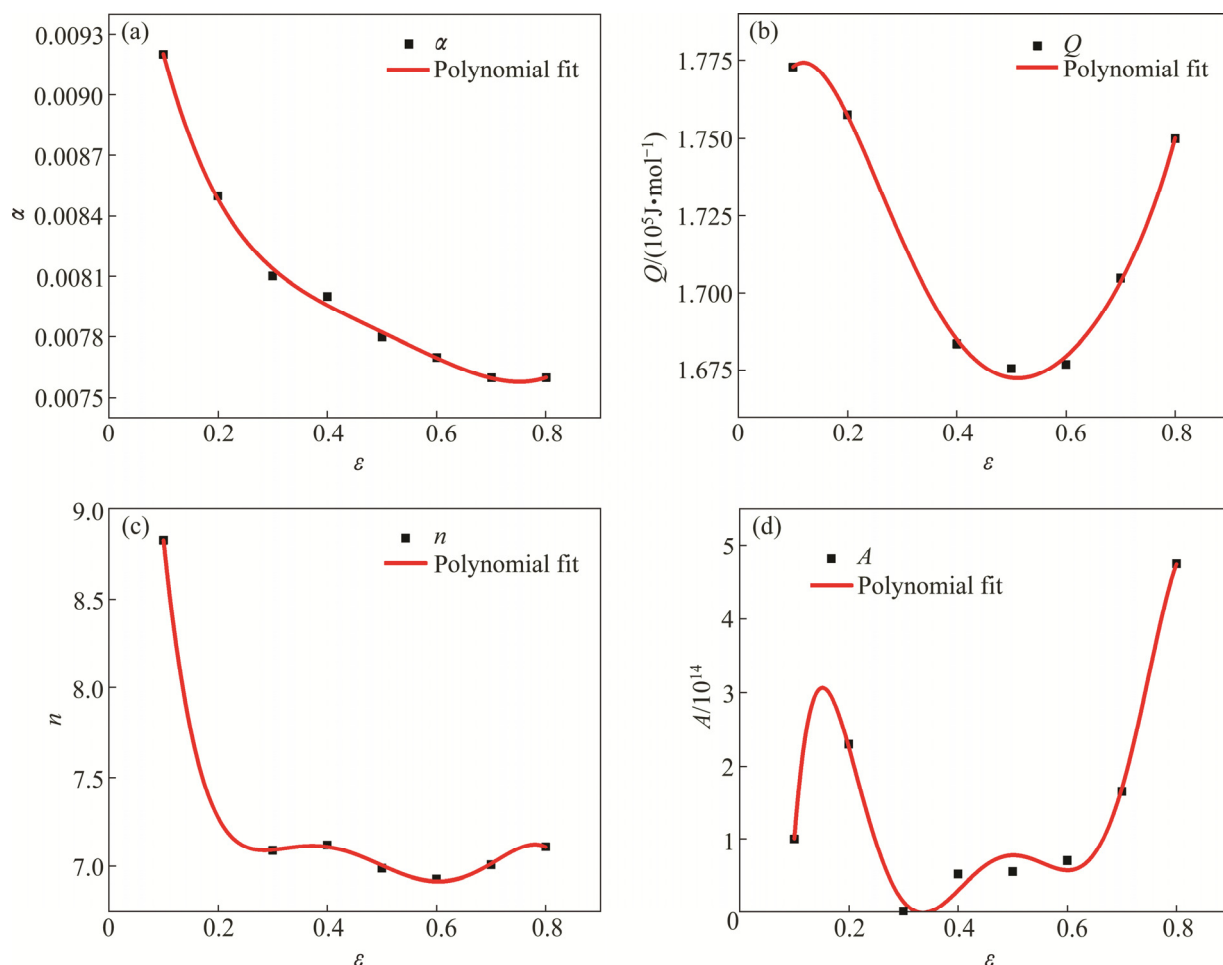 (a)
α
Polynomial fit
0.0093
0.0090
0.0087
0.0084
0.0081
0.0078
0.0075
α
0
0.2
0.4
0.6
0.8
ε
(b)
Q
Polynomial fit
1.775
1.750
1.725
1.700
1.675
Q/(10⁵J•mol⁻¹)
0
0.2
0.4
0.6
0.8
ε
(c)
n
Polynomial fit
9.0
8.5
8.0
7.5
7.0
n
0
0.2
0.4
0.6
0.8
ε
(d)
A
Polynomial fit
5
4
3
2
1
0
A/10¹⁴
0
0.2
0.4
0.6
0.8
ε